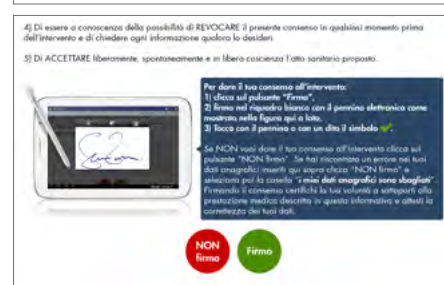 4) Di essere a conoscenza della possibilità di REVOCARE il presente consenso in qualsiasi momento prima
dell'intervento e di chiedere ogni informazione qualora lo desideri.
5) Di ACCETTARE liberamente, spontaneamente e in libera coscienza l'atto sanitario proposto.
Per dare il tuo consenso all'intervento:
1) clicca sul pulsante "Firmo".
2) firma nel riquadro bianco con il pennino elettronico come
mostrato nella figura qui a lato.
3) Tocca con il pennino o con un dito il simbolo ✓.
Se NON vuoi dare il consenso all'intervento clicca sul
pulsante "NON firmo". Se hai riscontrato un errore nei tuoi
dati anagrafici inseriti qui sopra clicca "NON firmo" e
seleziona poi la casella "i miei dati anagrafici sono sbagliati".
Firmando il consenso certifichi la tua volontà a sottoporti alla
prestazione medica descritta in questa informativa e attesti la
correttezza dei tuoi dati.
NON
firmo
Firmo